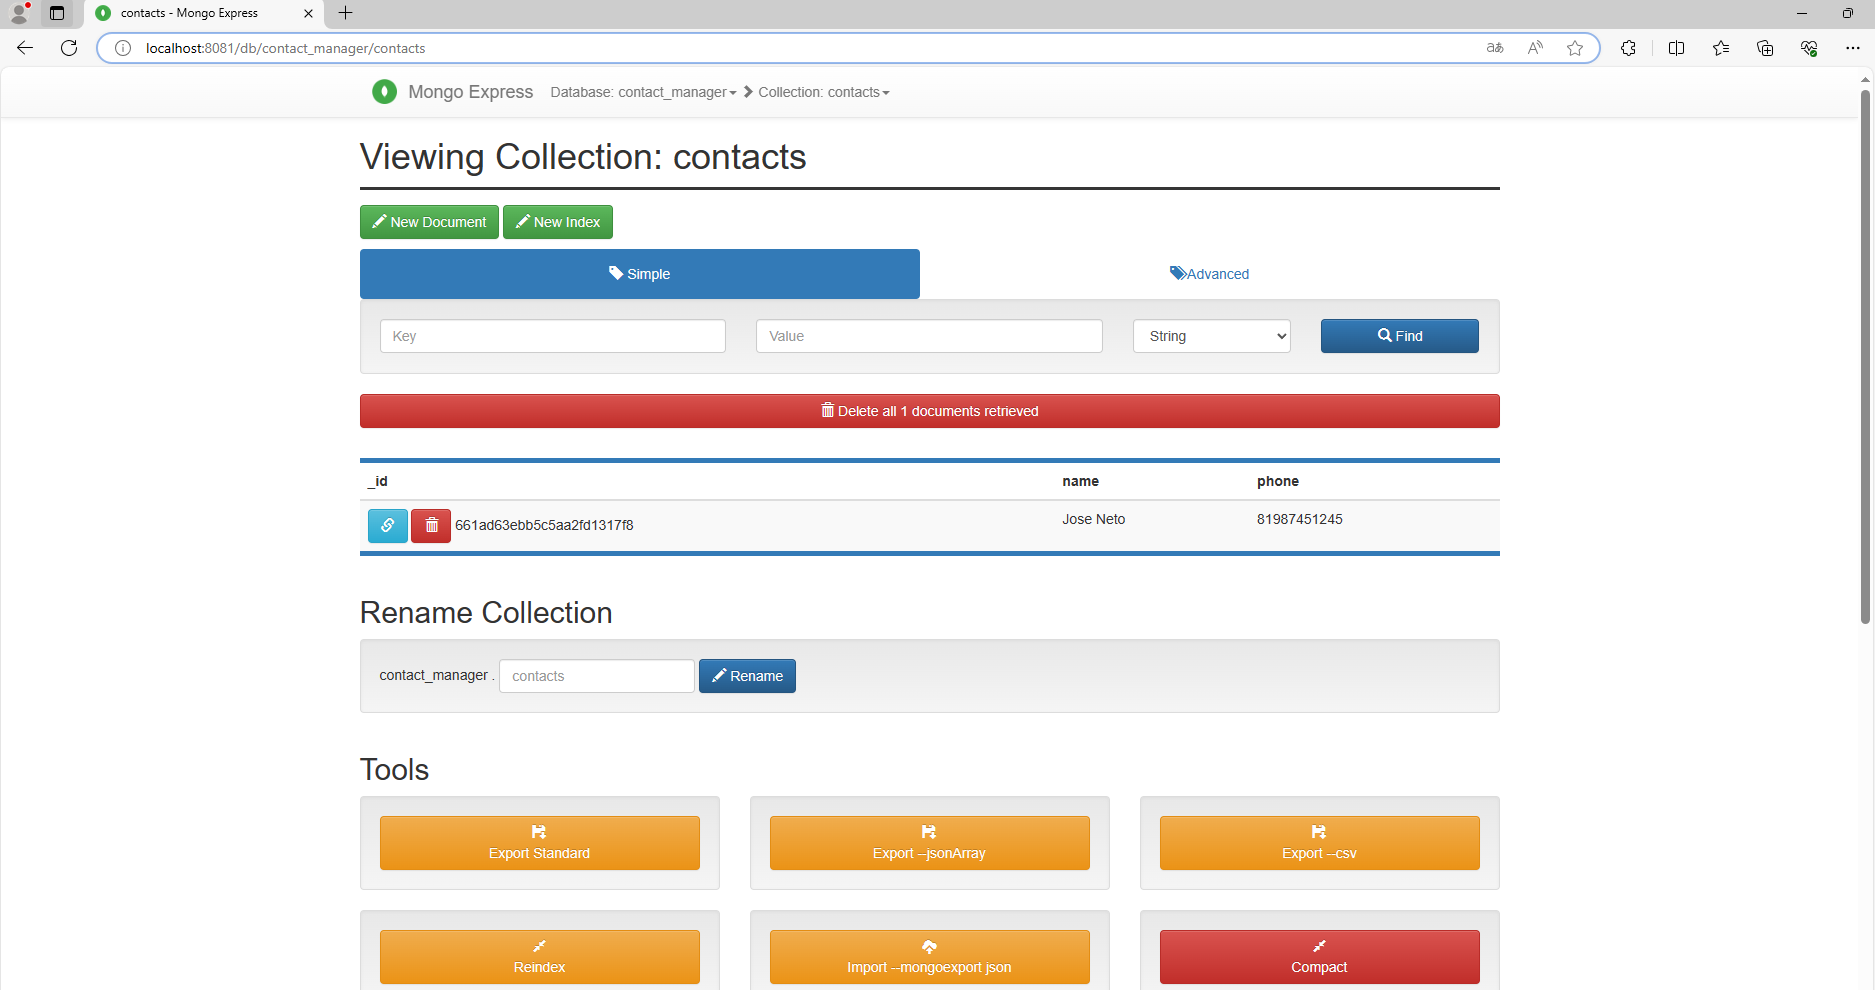 contacts - Mongo Express
localhost:8081/db/contact_manager/contacts
Mongo Express Database: contact_manager Collection: contacts
Viewing Collection: contacts
New Document New Index
Simple Advanced
Key Value String Find
Delete all 1 documents retrieved
_id name phone
661ad63ebb5c5aa2fd1317f8 Jose Neto 81987451245
Rename Collection
contact_manager . contacts Rename
Tools
Export Standard Export --jsonArray Export --csv
Reindex Import --mongoexport json Compact